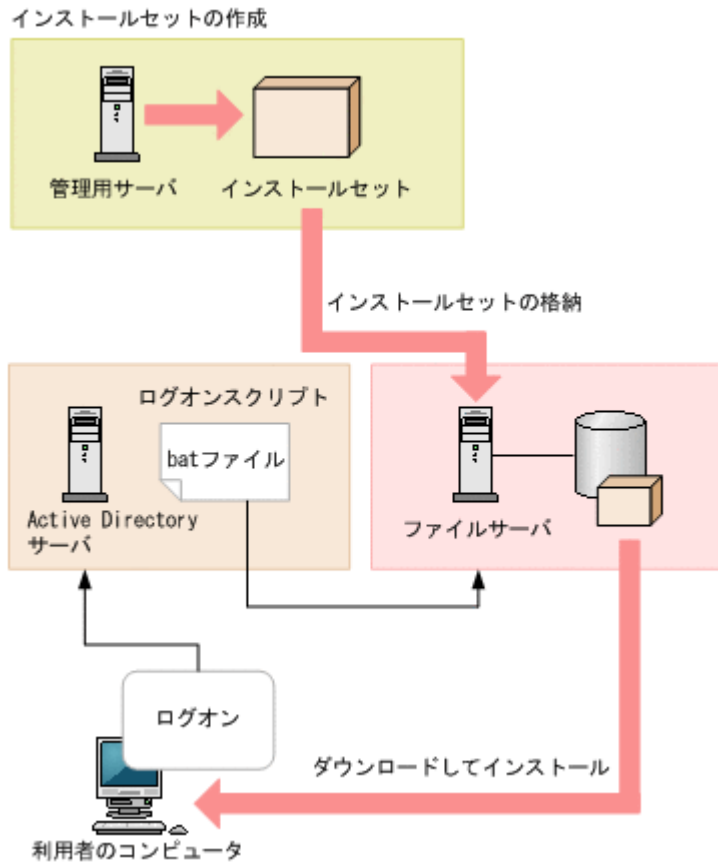 インストールセットの作成
管理用サーバ
インストールセット
インストールセットの格納
ログオンスクリプト
batファイル
Active Directory
サーバ
ファイルサーバ
ログオン
ダウンロードしてインストール
利用者のコンピュータ